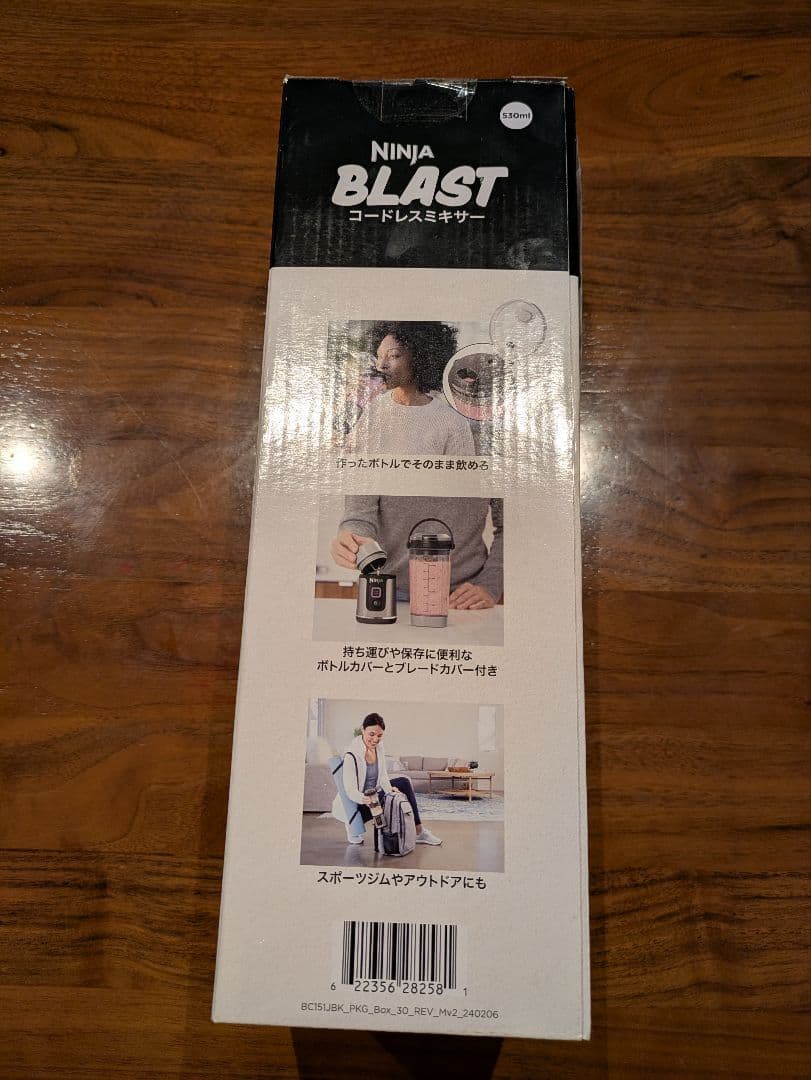 530ml
NINJA
BLAST
コードレスミキサー
作ったボトルでそのまま飲める
NINJA
持ち運びや保存に便利な
ボトルカバーとブレードカバー付き
スポーツジムやアウトドアにも
6 22356 28258 1
BC151JBK_PKG_Box_30_REV_Mv2_240206